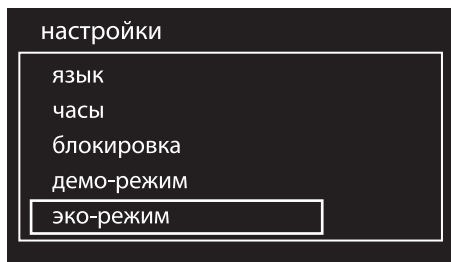 настройки
язык
часы
блокировка
демо-режим
эко-режим